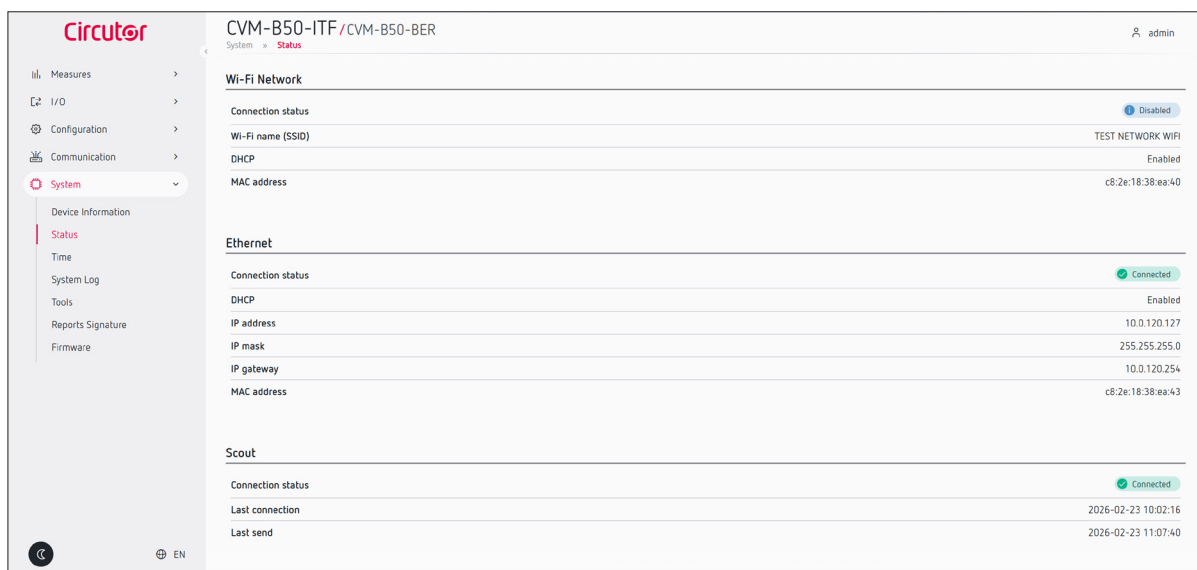 Circutor
CVM-B50-ITF/CVM-B50-BER
System » Status
admin
Measures
I/O
Configuration
Communication
System
Device Information
Status
Time
System Log
Tools
Reports Signature
Firmware
EN
Wi-Fi Network
Connection status Disabled
Wi-Fi name (SSID) TEST NETWORK WIFI
DHCP Enabled
MAC address c8:2e:18:38:ea:40
Ethernet
Connection status Connected
DHCP Enabled
IP address 10.0.120.127
IP mask 255.255.255.0
IP gateway 10.0.120.254
MAC address c8:2e:18:38:ea:43
Scout
Connection status Connected
Last connection 2026-02-23 10:02:16
Last send 2026-02-23 11:07:40